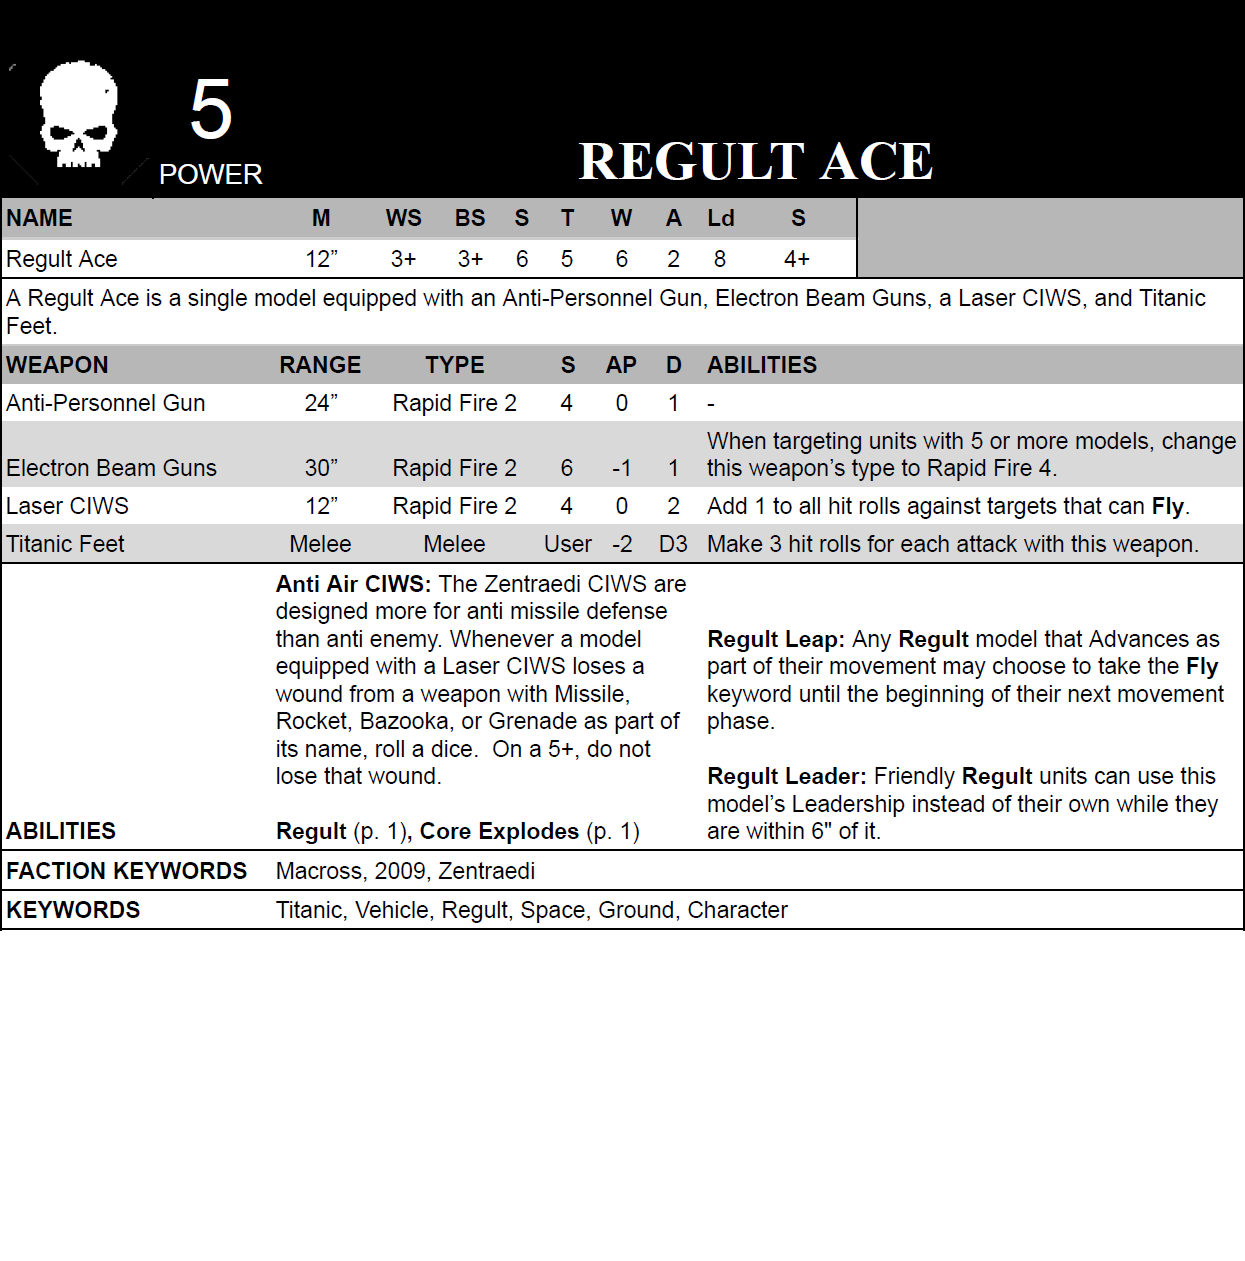 5
POWER
REGULT ACE
NAME M WS BS S T W A Ld S
Regult Ace 12” 3+ 3+ 6 5 6 2 8 4+
A Regult Ace is a single model equipped with an Anti-Personnel Gun, Electron Beam Guns, a Laser CIWS, and Titanic
Feet.
WEAPON RANGE TYPE S AP D ABILITIES
Anti-Personnel Gun 24” Rapid Fire 2 4 0 1 -
When targeting units with 5 or more models, change
Electron Beam Guns 30” Rapid Fire 2 6 -1 1 this weapon’s type to Rapid Fire 4.
Laser CIWS 12” Rapid Fire 2 4 0 2 Add 1 to all hit rolls against targets that can Fly.
Titanic Feet Melee Melee User -2 D3 Make 3 hit rolls for each attack with this weapon.
ABILITIES
Anti Air CIWS: The Zentraedi CIWS are
designed more for anti missile defense
than anti enemy. Whenever a model
equipped with a Laser CIWS loses a
wound from a weapon with Missile,
Rocket, Bazooka, or Grenade as part of
its name, roll a dice.  On a 5+, do not
lose that wound.
Regult (p. 1), Core Explodes (p. 1)
Regult Leap: Any Regult model that Advances as
part of their movement may choose to take the Fly
keyword until the beginning of their next movement
phase.
Regult Leader: Friendly Regult units can use this
model’s Leadership instead of their own while they
are within 6" of it.
FACTION KEYWORDS Macross, 2009, Zentraedi
KEYWORDS Titanic, Vehicle, Regult, Space, Ground, Character